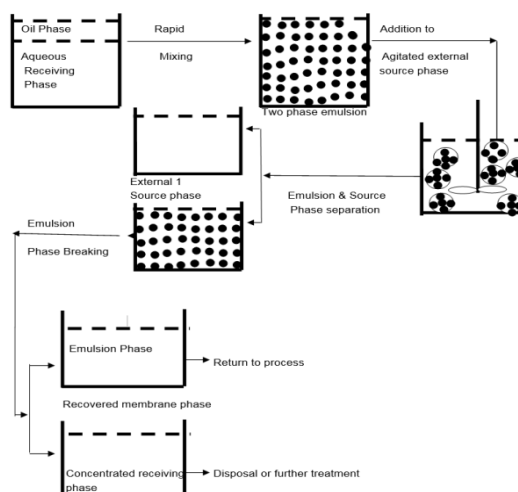 Oil Phase
Aqueous
Receiving
Phase
Rapid
Mixing
Two phase emulsion
Addition to
Agitated external
source phase
Emulsion & Source
Phase separation
External 1
Source phase
Emulsion
Phase Breaking
Emulsion Phase
Return to process
Recovered membrane phase
Concentrated receiving
phase
Disposal or further treatment